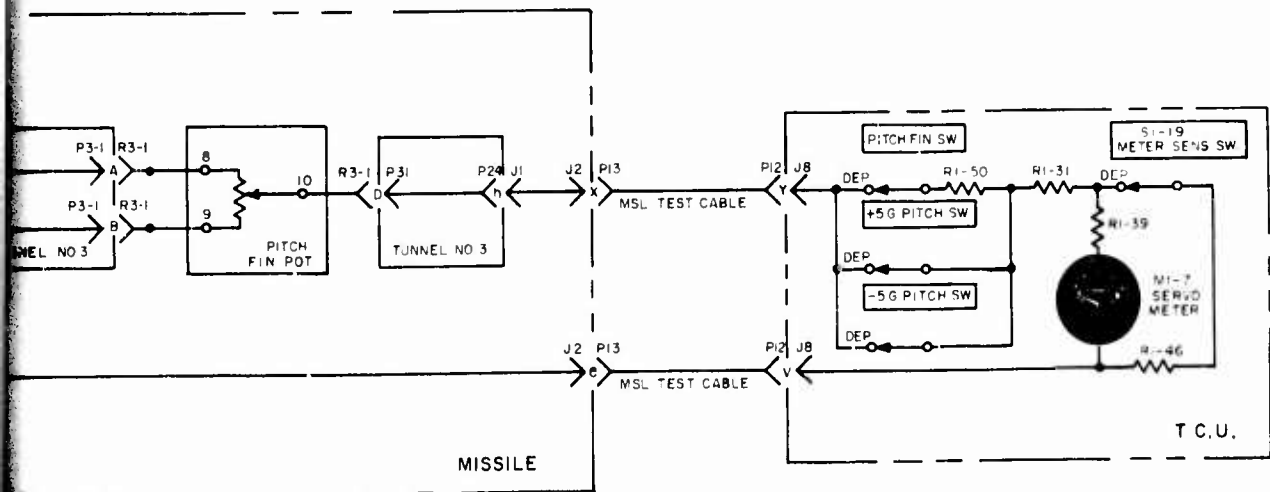 P3-1 R3-1
A
P3-1 R3-1
B
NEL NO 3
8
9
10
PITCH
FIN POT
R3-1 P31
D
P24 J1
h
TUNNEL NO 3
J2 P13
X
MSL TEST CABLE
P12 J8
Y
J2 P13
e
MSL TEST CABLE
P12 J8
V
MISSILE
PITCH FIN SW
DEP
R1-50
R1-31
+5G PITCH SW
DEP
-5G PITCH SW
DEP
S1-19
METER SENS SW.
DEP
R1-39
M1-7
SERVO
METER
R1-46
T C.U.